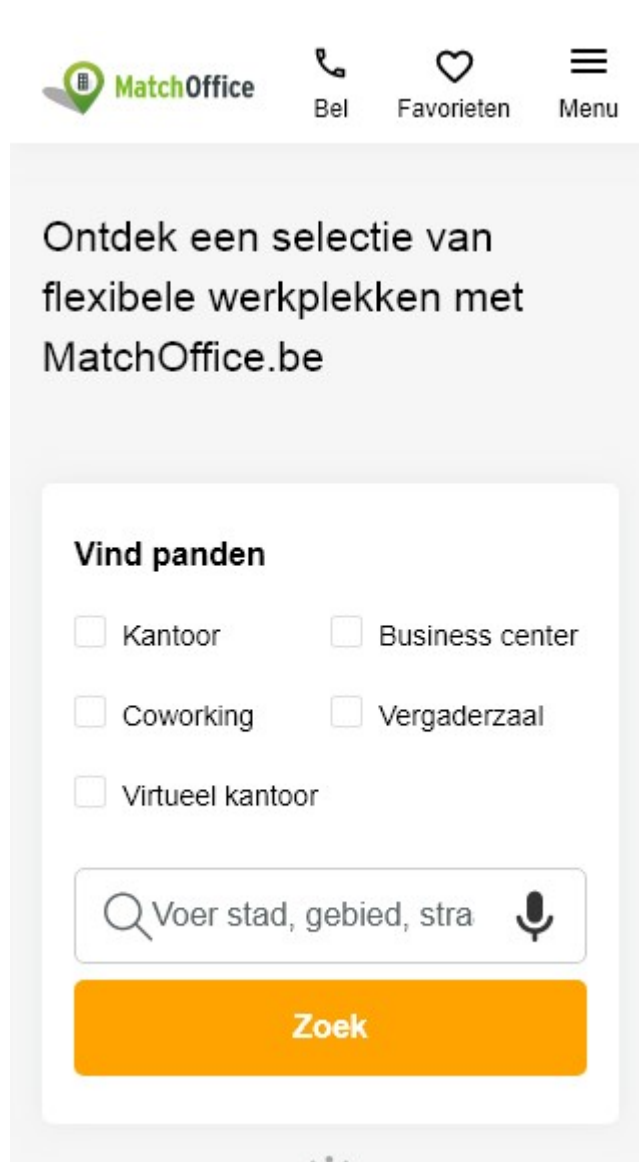 MatchOffice
Bel Favorieten Menu
Ontdek een selectie van
flexibele werkplekken met
MatchOffice.be
Vind panden
Kantoor Business center
Coworking Vergaderzaal
Virtueel kantoor
Voer stad, gebied, stra
Zoek